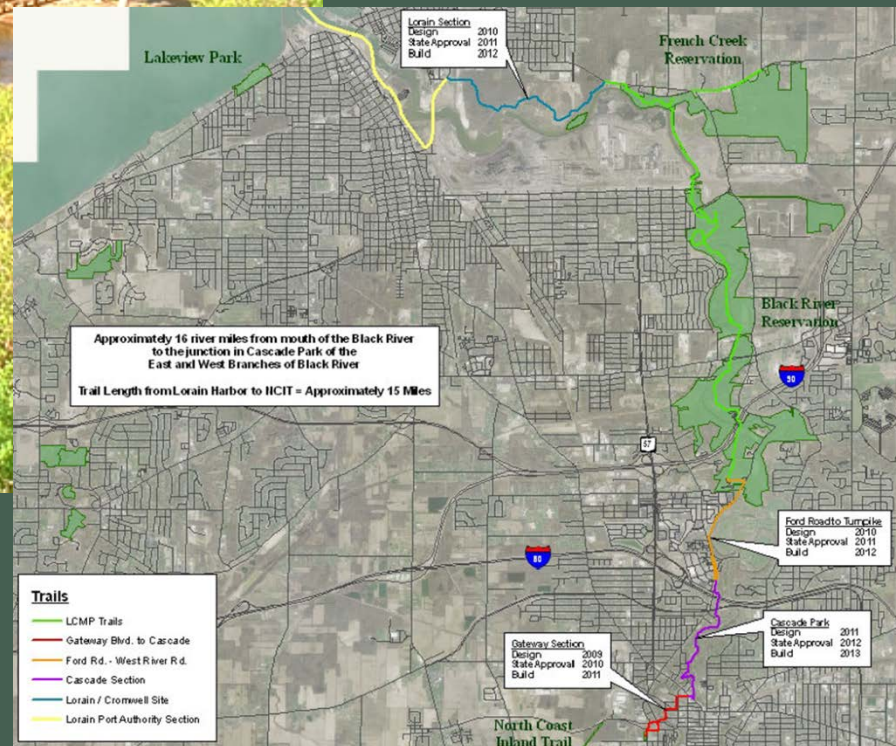 Lorain Section
Design 2010
State Approval 2011
Build 2012
Lakeview Park
French Creek
Reservation
Black River
Reservation
Approximately 16 river miles from mouth of the Black River
to the junction in Cascade Park of the
East and West Branches of Black River
Trail Length from Lorain Harbor to NCIT = Approximately 15 Miles
90
57
80
Ford Road to Turnpike
Design 2010
State Approval 2011
Build 2012
Cascade Park
Design 2011
State Approval 2012
Build 2013
Gateway Section
Design 2009
State Approval 2010
Build 2011
North Coast
Inland Trail
Trails
LCMP Trails
Gateway Blvd. to Cascade
Ford Rd. - West River Rd.
Cascade Section
Lorain / Cromwell Site
Lorain Port Authority Section